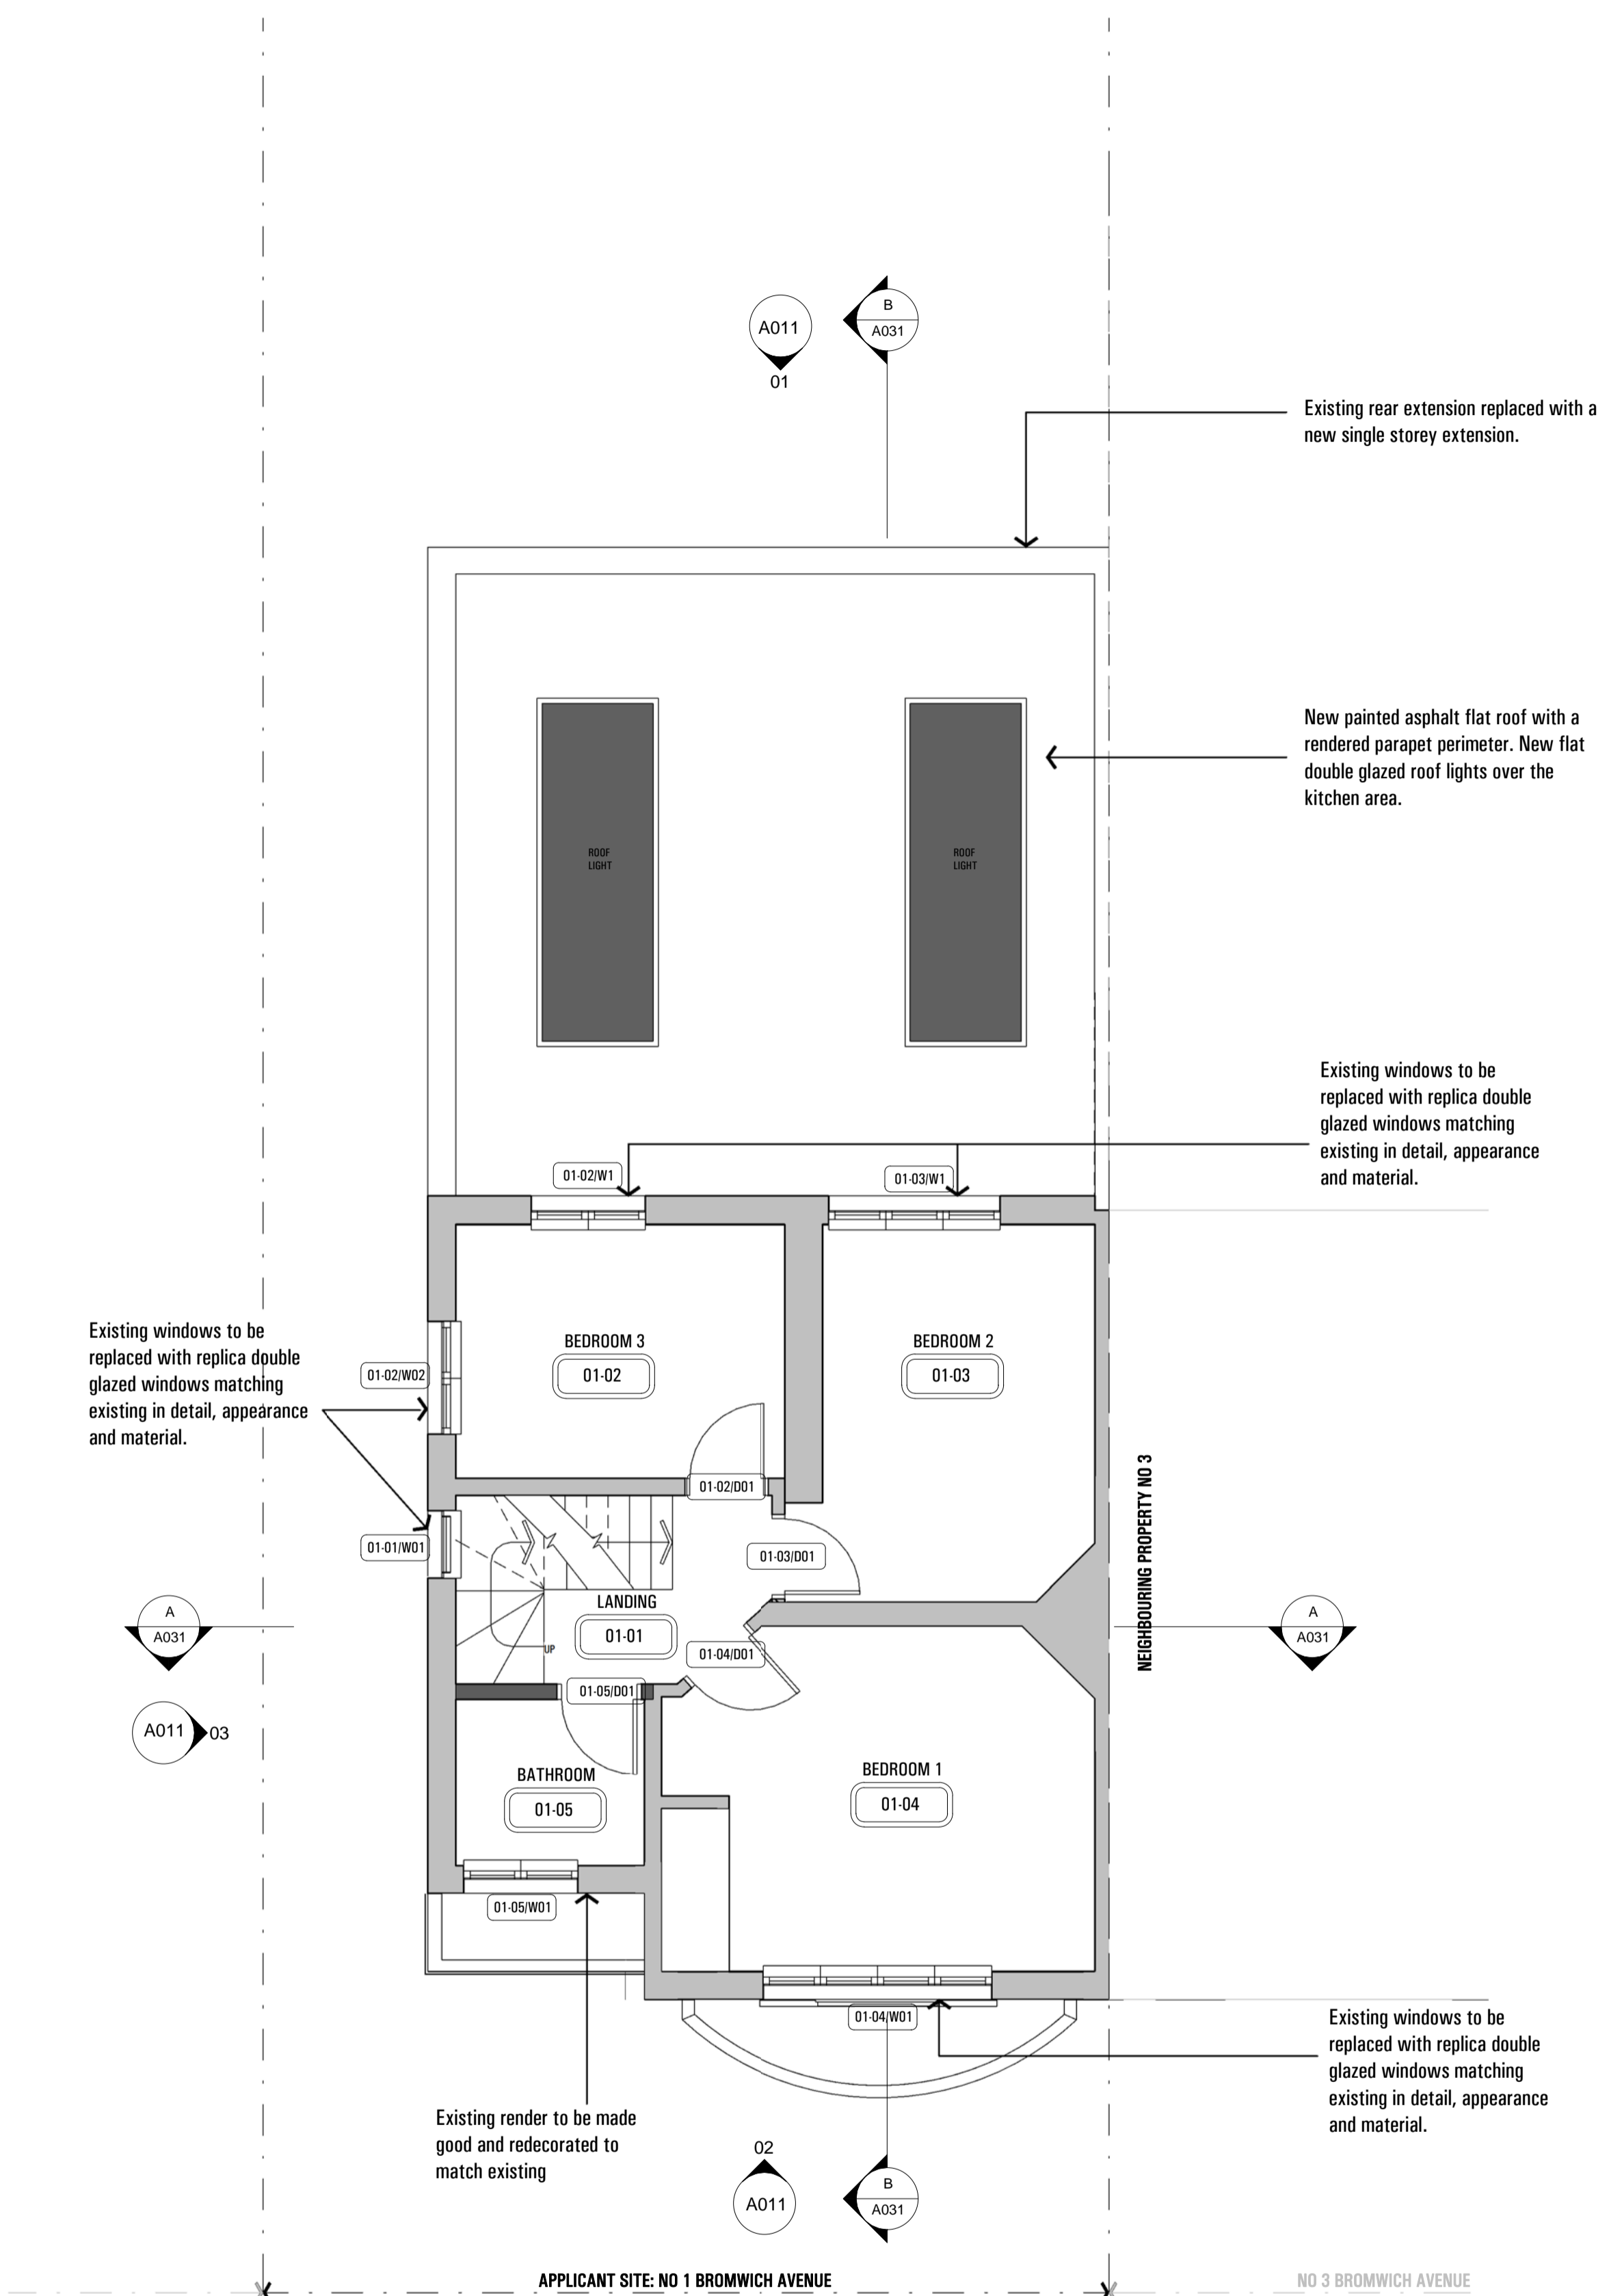 B
A011
A031
01
Existing rear extension replaced with a
new single storey extension.
New painted asphalt flat roof with a
rendered parapet perimeter. New flat
double glazed roof lights over the
kitchen area.
ROOF
LIGHT
ROOF
LIGHT
Existing windows to be
replaced with replica double
glazed windows matching
existing in detail, appearance
and material.
01-02/W1
01-03/W1
Existing windows to be
replaced with replica double
glazed windows matching
existing in detail, appearance
and material.
BEDROOM 3
01-02
BEDROOM 2
01-03
01-02/W02
01-02/D01
01-01/W01
01-03/D01
NEIGHBOURING PROPERTY NO 3
LANDING
01-01
UP
A
A031
A
A031
01-04/D01
01-05/D01
A011
03
BATHROOM
01-05
BEDROOM 1
01-04
01-05/W01
01-04/W01
Existing windows to be
replaced with replica double
glazed windows matching
existing in detail, appearance
and material.
Existing render to be made
good and redecorated to
match existing
02
A011
B
A031
APPLICANT SITE: NO 1 BROMWICH AVENUE
NO 3 BROMWICH AVENUE